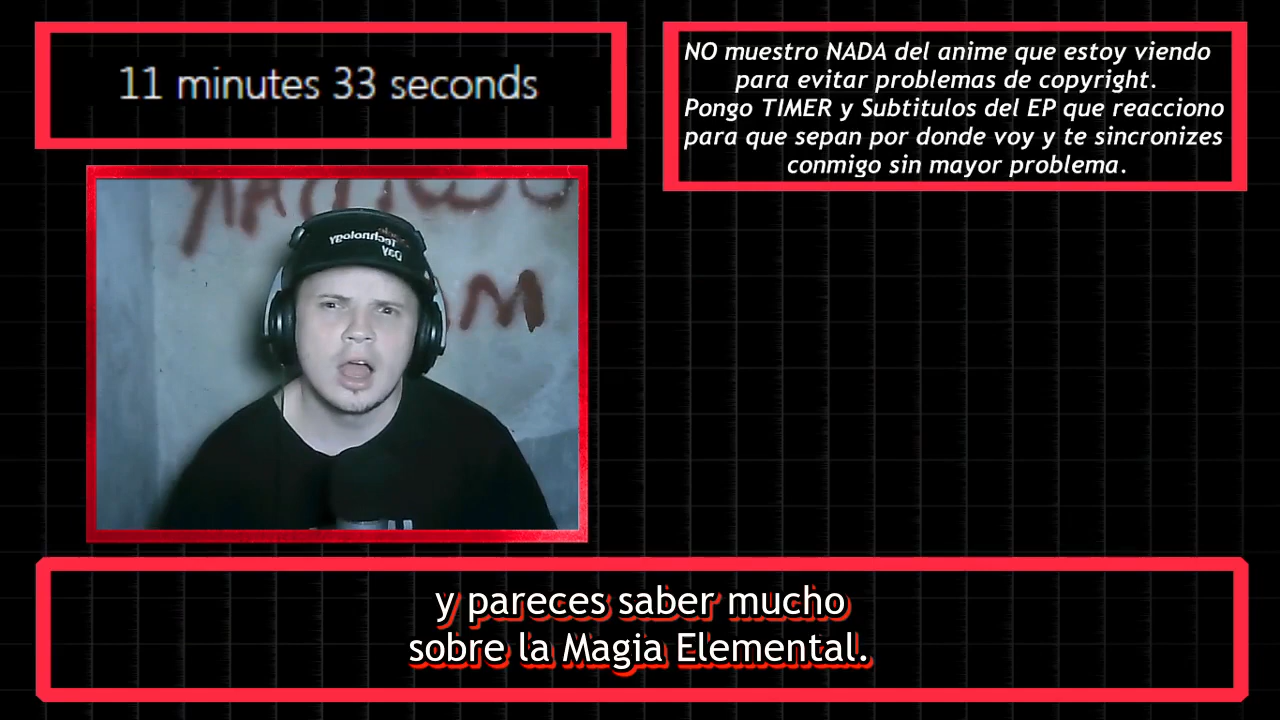 11 minutes 33 seconds
NO muestro NADA del anime que estoy viendo
para evitar problemas de copyright.
Pongo TIMER y Subtitulos del EP que reacciono
para que sepan por donde voy y te sincronizes
conmigo sin mayor problema.
Technology
Day
y pareces saber mucho
sobre la Magia Elemental.